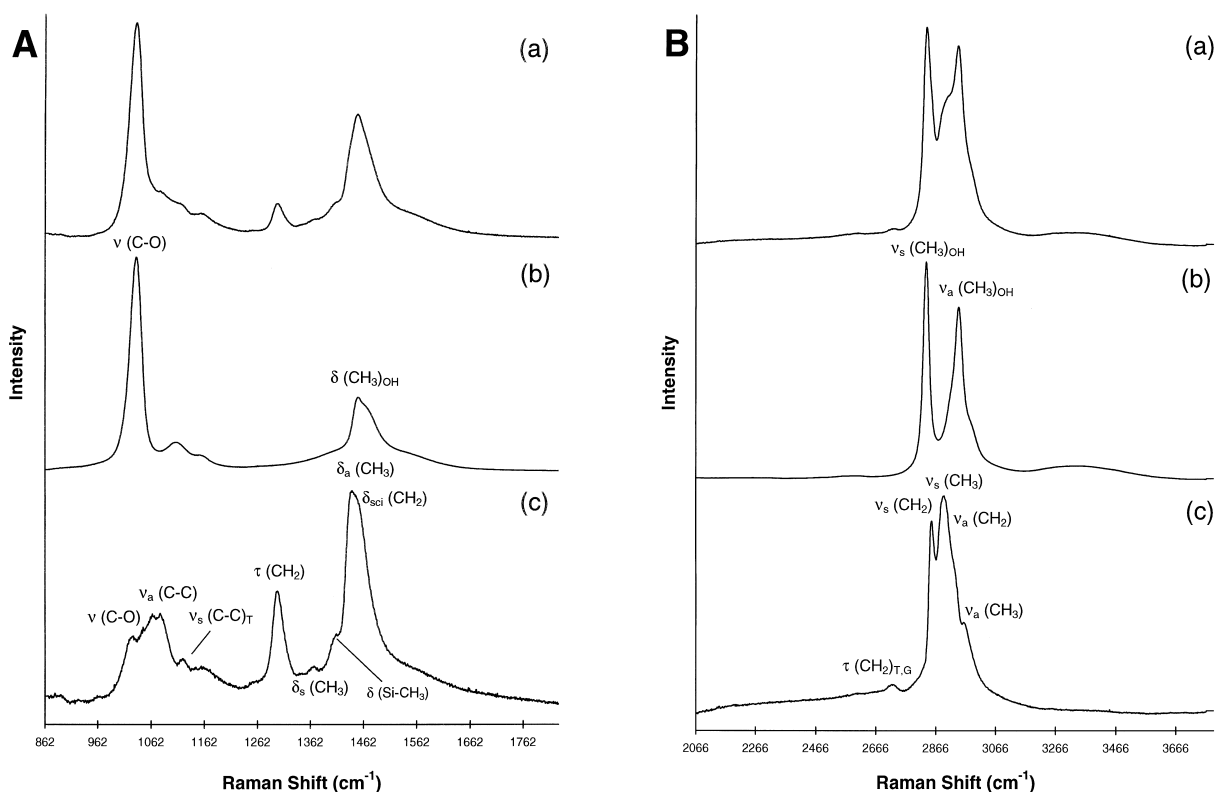 A
(a)
ν (C-O)
(b)
δ (CH₃)OH
δₐ (CH₃)
(c)
δsci (CH₂)
τ (CH₂)
νₐ (C-C)
ν (C-O)
νₛ (C-C)T
δₛ (CH₃)
δ (Si-CH₃)
Intensity
862 962 1062 1162 1262 1362 1462 1562 1662 1762
Raman Shift (cm⁻¹)
B
(a)
νₛ (CH₃)OH
(b)
νₐ (CH₃)OH
νₛ (CH₃)
(c)
νₛ (CH₂)
νₐ (CH₂)
νₐ (CH₃)
τ (CH₂)T,G
Intensity
2066 2266 2466 2666 2866 3066 3266 3466 3666
Raman Shift (cm⁻¹)